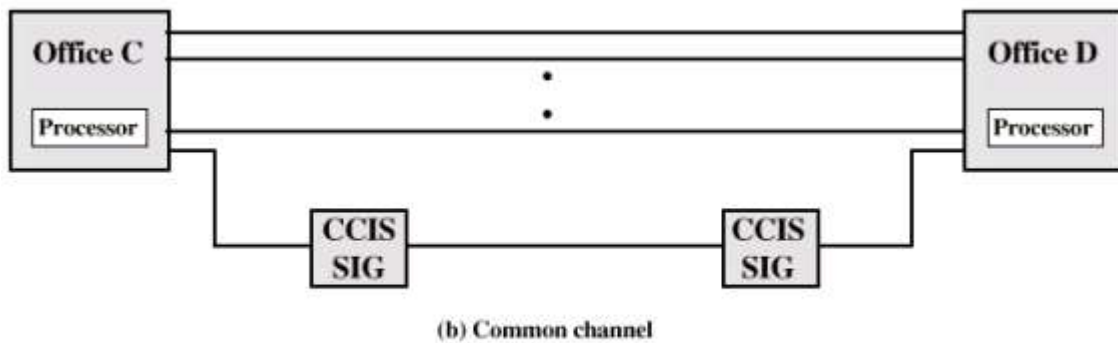 Office C
Office D
Processor
Processor
CCIS
SIG
CCIS
SIG
(b) Common channel